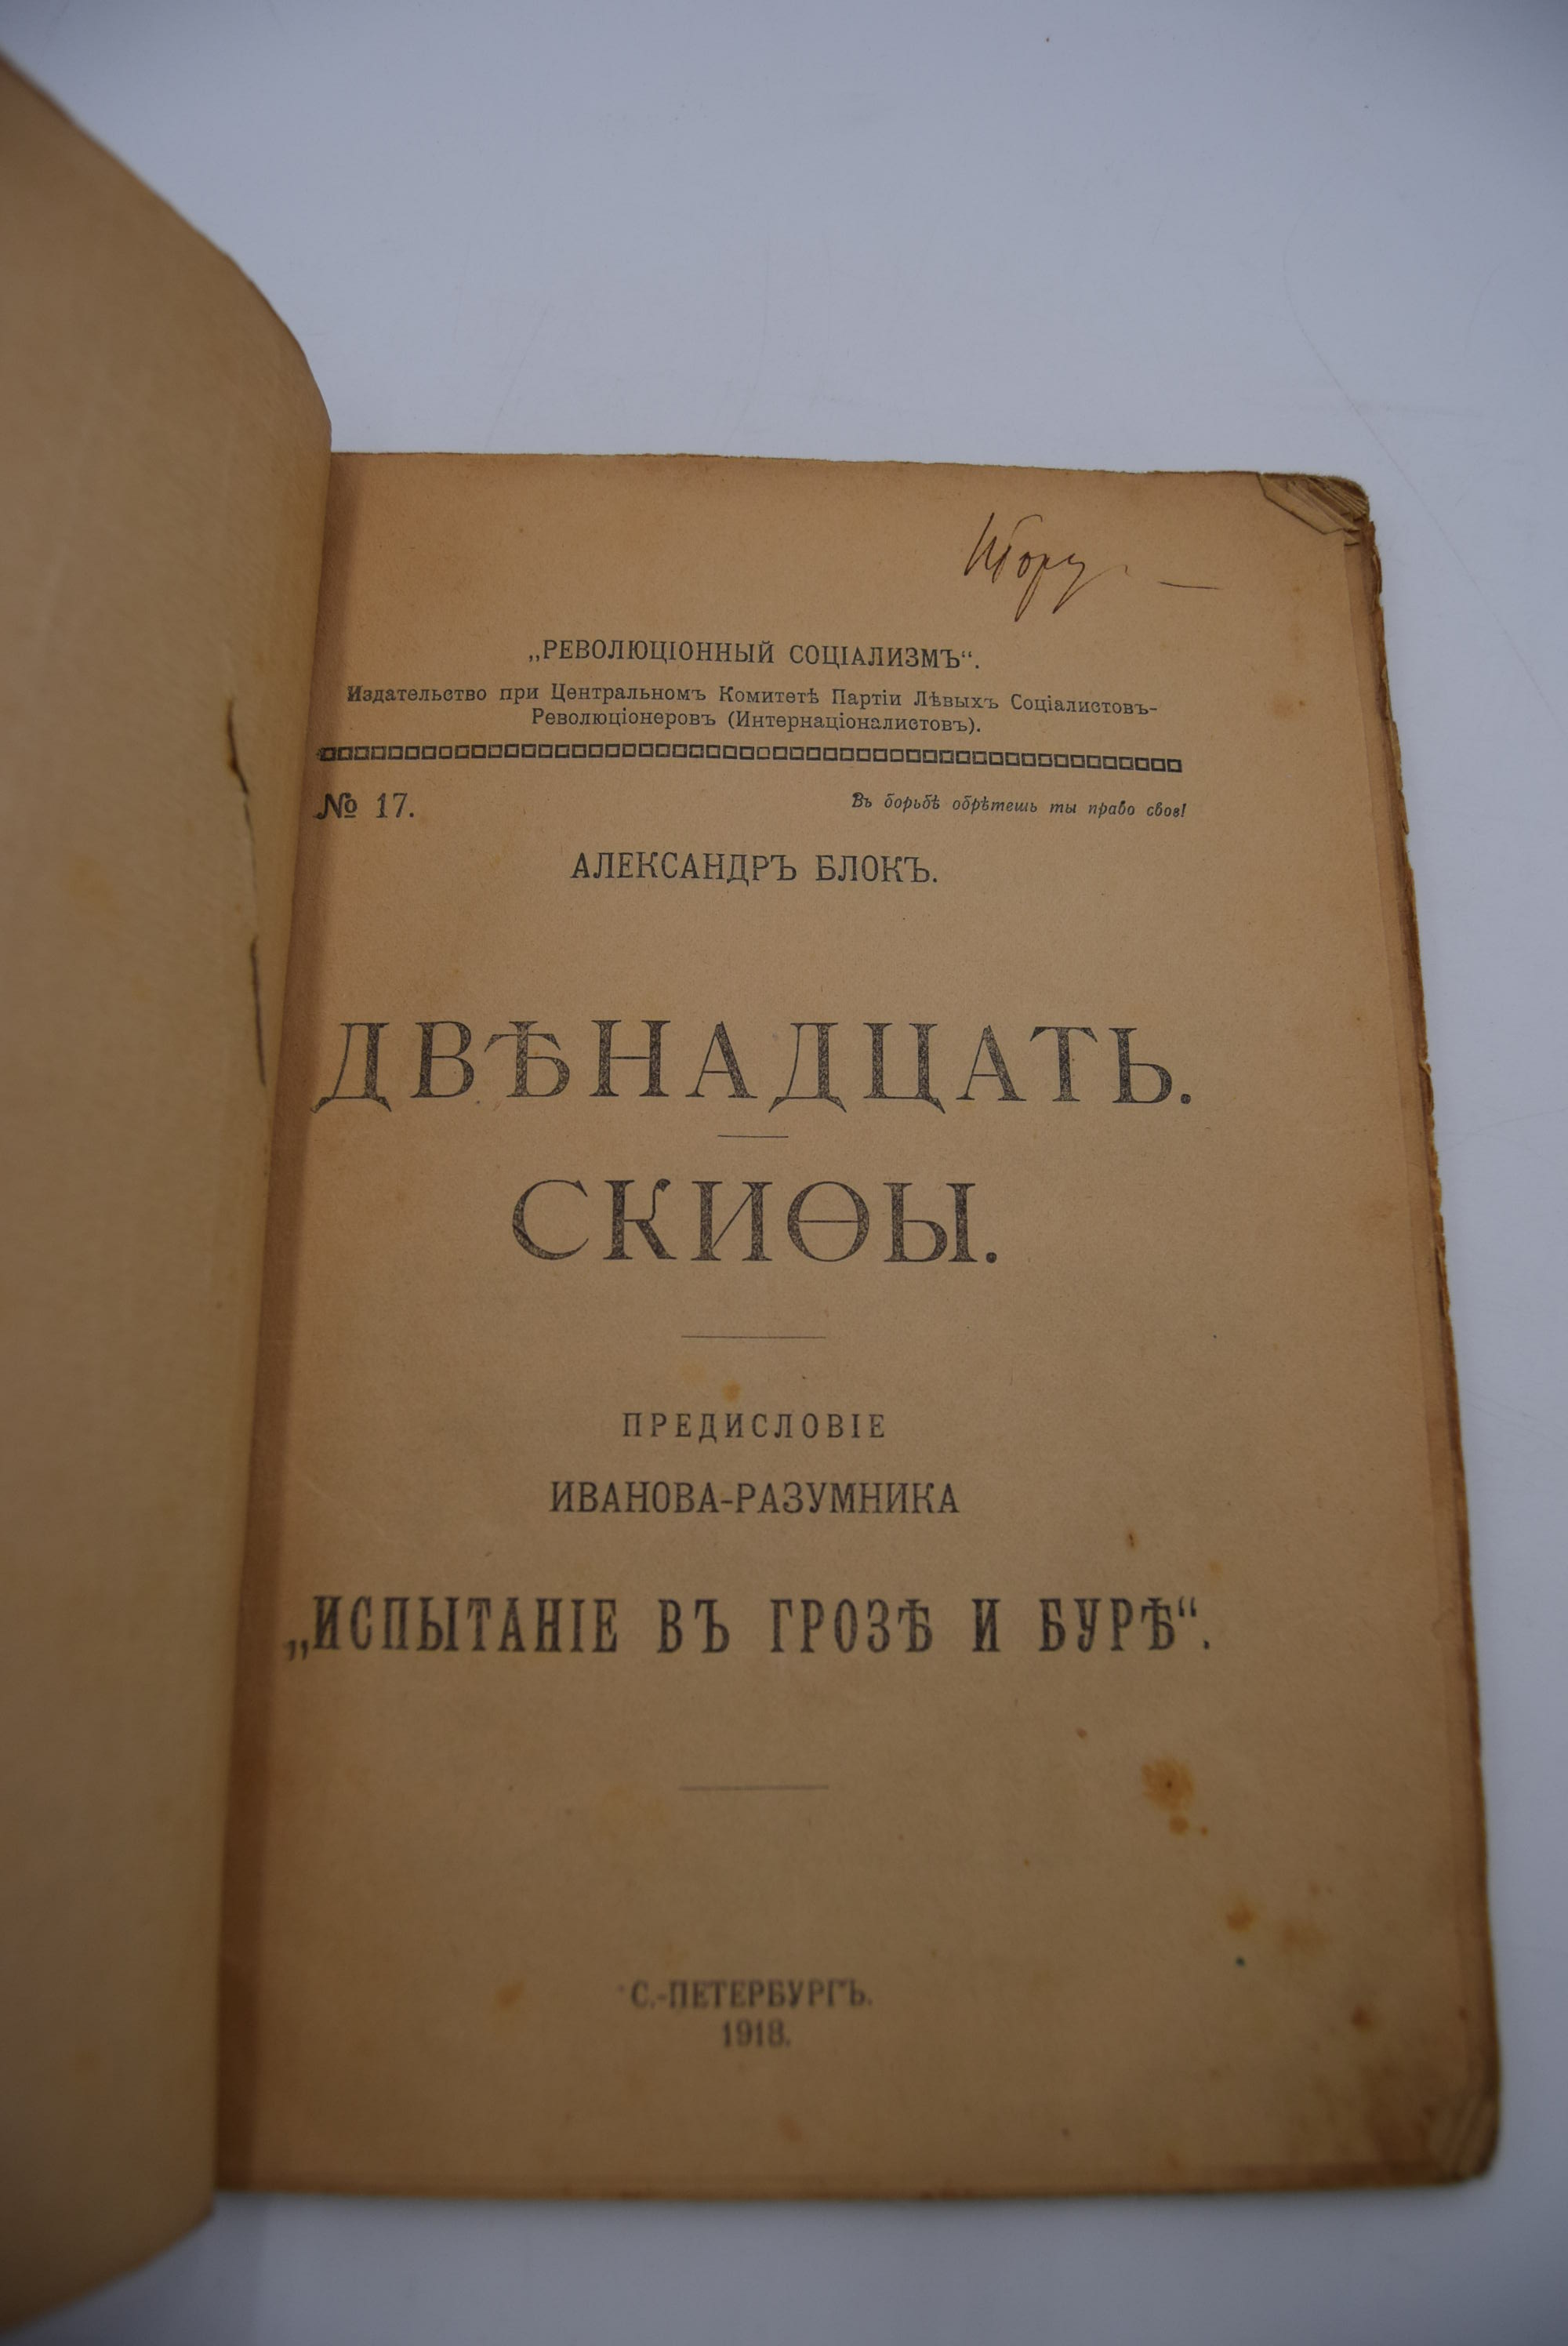 „РЕВОЛЮЦІОННЫЙ СОЦІАЛИЗМЪ“.
Издательство при Центральномъ Комитетѣ Партіи Лѣвыхъ Соціалистовъ-
Революціонеровъ (Интернаціоналистовъ).
№ 17.
Въ борьбѣ обрѣтешь ты право свое!
АЛЕКСАНДРЪ БЛОКЪ.
ДВѢНАДЦАТЬ.
СКИѲЫ.
ПРЕДИСЛОВІЕ
ИВАНОВА-РАЗУМНИКА
„ИСПЫТАНІЕ ВЪ ГРОЗѢ И БУРѢ“.
С.-ПЕТЕРБУРГЪ.
1918.